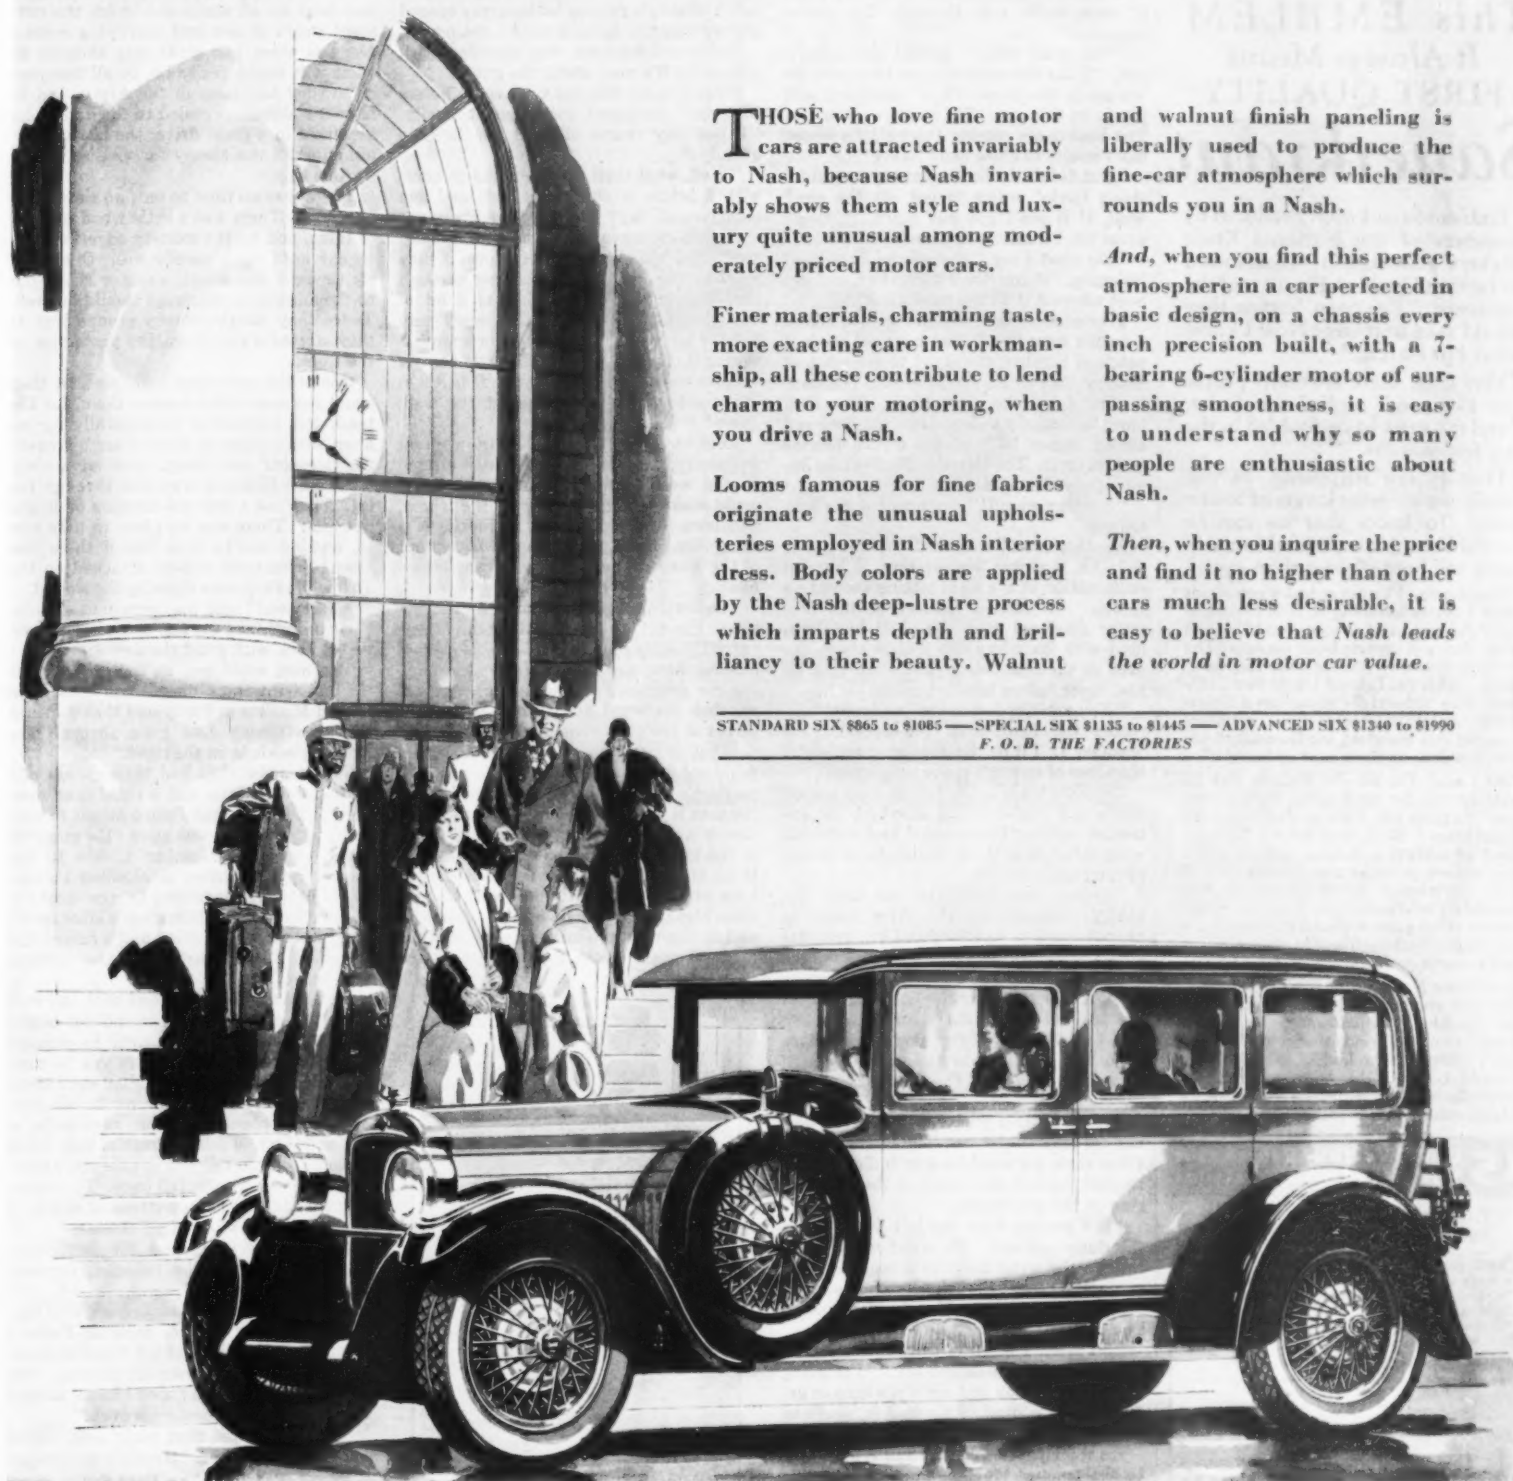 THOSE who love fine motor
cars are attracted invariably
to Nash, because Nash invari-
ably shows them style and lux-
ury quite unusual among mod-
erately priced motor cars.
Finer materials, charming taste,
more exacting care in workman-
ship, all these contribute to lend
charm to your motoring, when
you drive a Nash.
Looms famous for fine fabrics
originate the unusual uphols-
teries employed in Nash interior
dress. Body colors are applied
by the Nash deep-lustre process
which imparts depth and bril-
liancy to their beauty. Walnut
and walnut finish paneling is
liberally used to produce the
fine-car atmosphere which sur-
rounds you in a Nash.
And, when you find this perfect
atmosphere in a car perfected in
basic design, on a chassis every
inch precision built, with a 7-
bearing 6-cylinder motor of sur-
passing smoothness, it is easy
to understand why so many
people are enthusiastic about
Nash.
Then, when you inquire the price
and find it no higher than other
cars much less desirable, it is
easy to believe that Nash leads
the world in motor car value.
STANDARD SIX $865 to $1085 — SPECIAL SIX $1135 to $1445 — ADVANCED SIX $1340 to $1990
F. O. B. THE FACTORIES